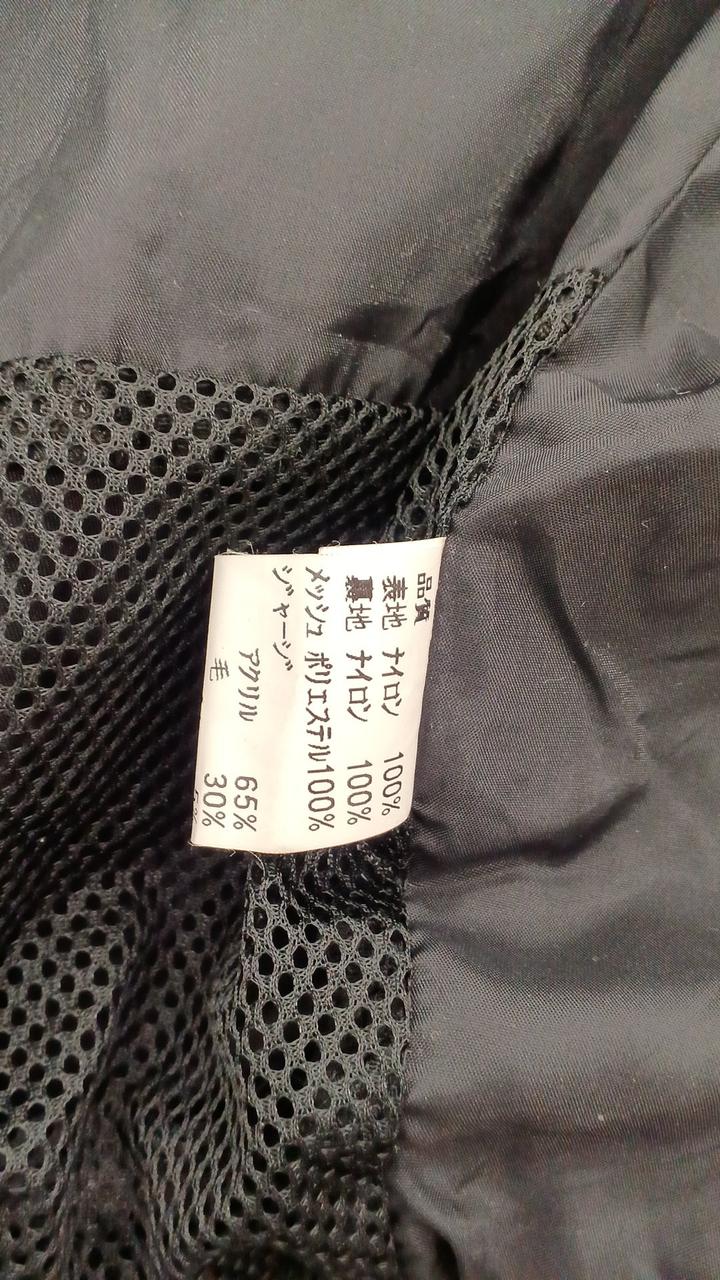 品質
表地 ナイロン 100%
裏地 ナイロン 100%
メッシュ ポリエステル100%
ジャージ
アクリル 65%
毛 30%